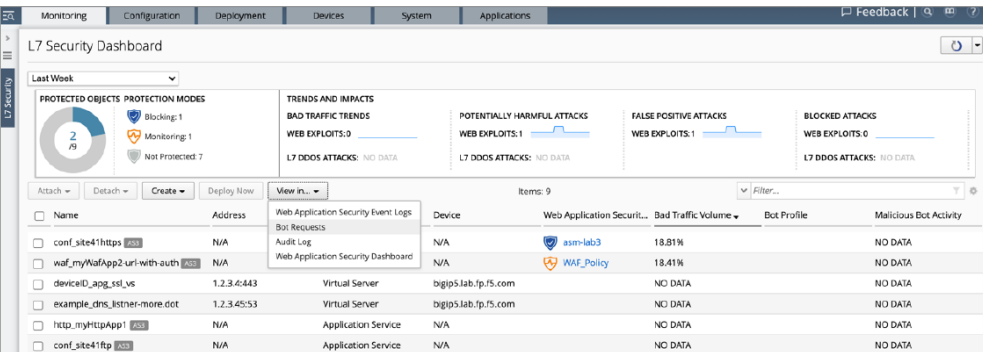 Monitoring Configuration Deployment Devices System Applications Feedback | ?
L7 Security Dashboard
L7 Security
Last Week
PROTECTED OBJECTS PROTECTION MODES
2
/9
Blocking: 1
Monitoring: 1
Not Protected: 7
TRENDS AND IMPACTS
BAD TRAFFIC TRENDS POTENTIALLY HARMFUL ATTACKS FALSE POSITIVE ATTACKS BLOCKED ATTACKS
WEB EXPLOITS: 0 WEB EXPLOITS: 1 WEB EXPLOITS: 1 WEB EXPLOITS: 0
L7 DDOS ATTACKS: NO DATA L7 DDOS ATTACKS: NO DATA L7 DDOS ATTACKS: NO DATA
Attach Detach Create Deploy Now View in... Items: 9 Filter...
Web Application Security Event Logs
Bot Requests
Audit Log
Web Application Security Dashboard
Name Address Device Web Application Securit... Bad Traffic Volume Bot Profile Malicious Bot Activity
conf_site41https AS3 N/A N/A asm-lab3 18.81% NO DATA
waf_myWafApp2-url-with-auth AS3 N/A N/A WAF_Policy 18.41% NO DATA
deviceID_apg_ssl_vs 1.2.3.4:443 Virtual Server bigip5.lab.fp.f5.com NO DATA NO DATA
example_dns_listner-more.dot 1.2.3.45:53 Virtual Server bigip5.lab.fp.f5.com NO DATA NO DATA
http_myHttpApp1 AS3 N/A Application Service N/A NO DATA NO DATA
conf_site41ftp AS3 N/A Application Service N/A NO DATA NO DATA